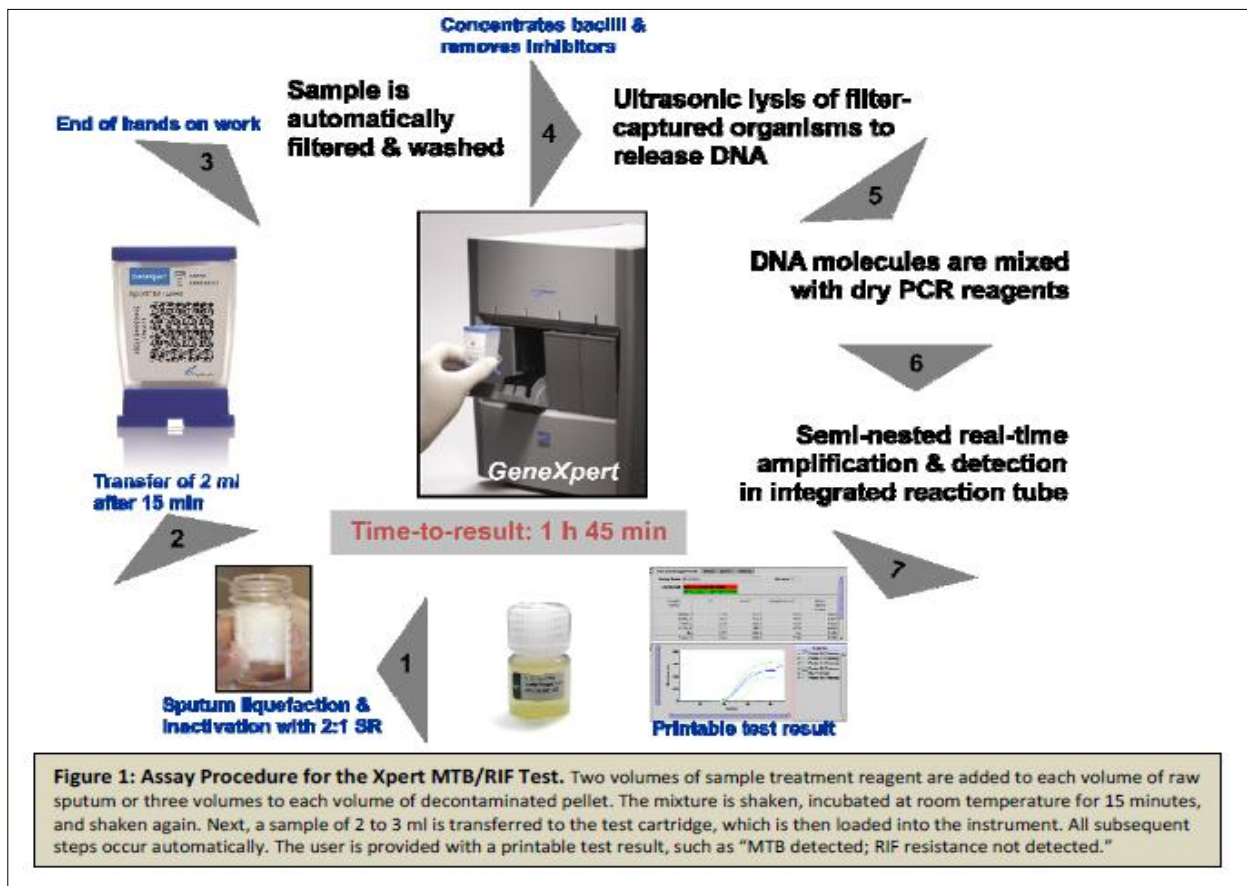 Concentrates bacilli &
removes inhibitors
Sample is
automatically
filtered & washed
4
Ultrasonic lysis of filter-
captured organisms to
release DNA
End of hands on work
3
5
DNA molecules are mixed
with dry PCR reagents
6
GeneXpert
Semi-nested real-time
amplification & detection
in integrated reaction tube
Transfer of 2 ml
after 15 min
2
Time-to-result: 1 h 45 min
7
1
Sputum liquefaction &
inactivation with 2:1 SR
Printable test result
Figure 1: Assay Procedure for the Xpert MTB/RIF Test. Two volumes of sample treatment reagent are added to each volume of raw
sputum or three volumes to each volume of decontaminated pellet. The mixture is shaken, incubated at room temperature for 15 minutes,
and shaken again. Next, a sample of 2 to 3 ml is transferred to the test cartridge, which is then loaded into the instrument. All subsequent
steps occur automatically. The user is provided with a printable test result, such as “MTB detected; RIF resistance not detected.”